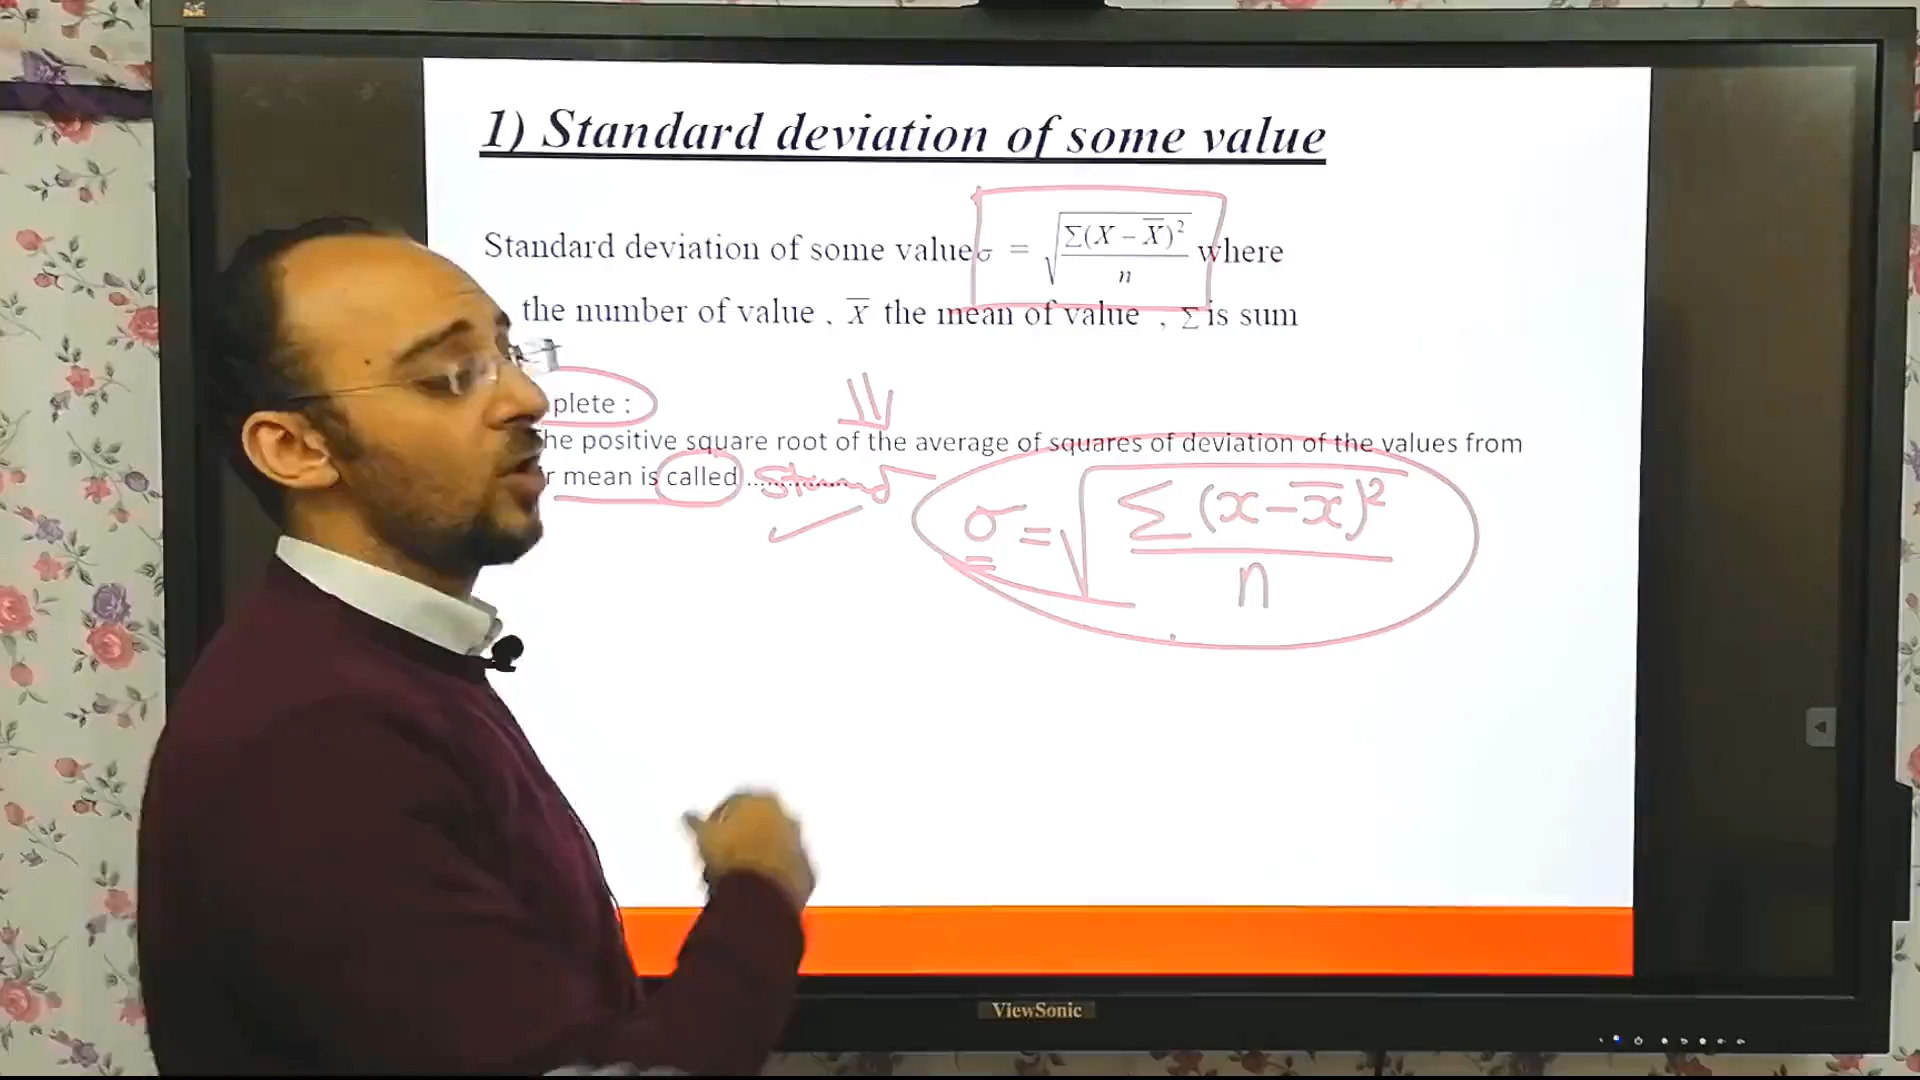 1) Standard deviation of some value
Standard deviation of some value σ = √(Σ(X – X̅)² / n) where
the number of value , x̅ the mean of value , Σ is sum
plete :
The positive square root of the average of squares of deviation of the values from
r mean is called ..............
σ = √(Σ(x – x̅)² / n)
ViewSonic